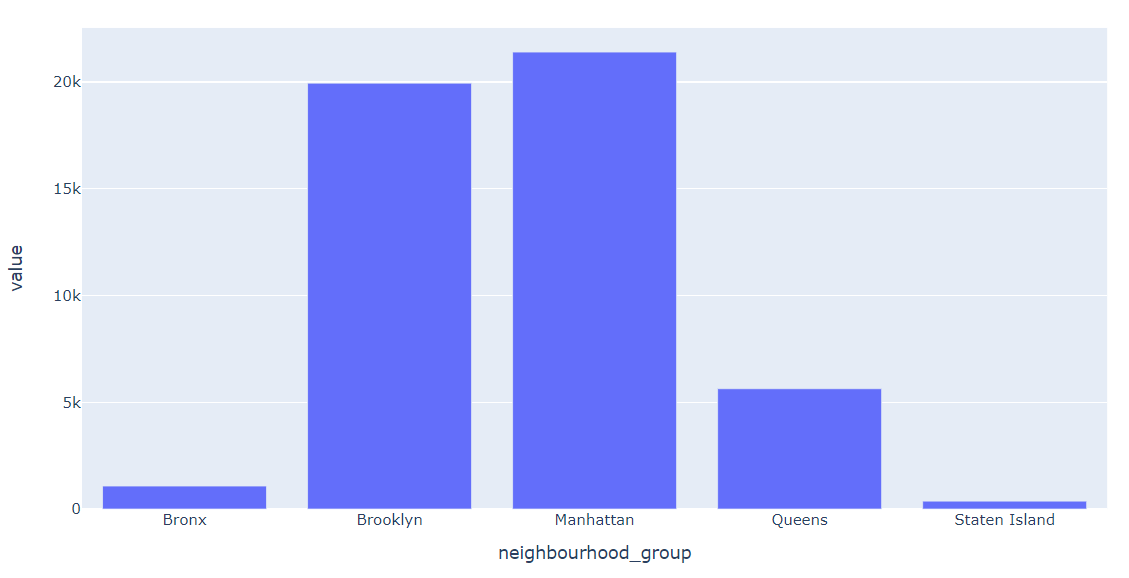 value
20k
15k
10k
5k
0
Bronx
Brooklyn
Manhattan
Queens
Staten Island
neighbourhood_group